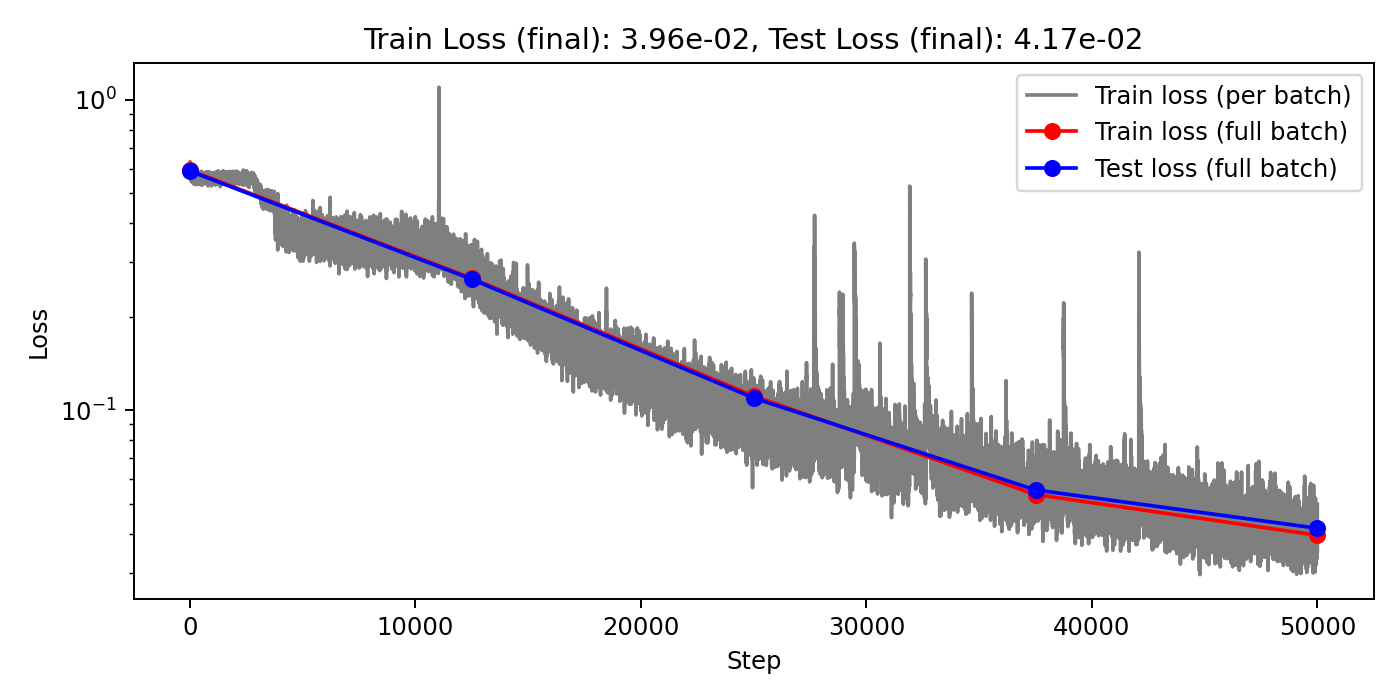 Train Loss (final): 3.96e-02, Test Loss (final): 4.17e-02
10⁰
10⁻¹
Loss
Train loss (per batch)
Train loss (full batch)
Test loss (full batch)
0 10000 20000 30000 40000 50000
Step